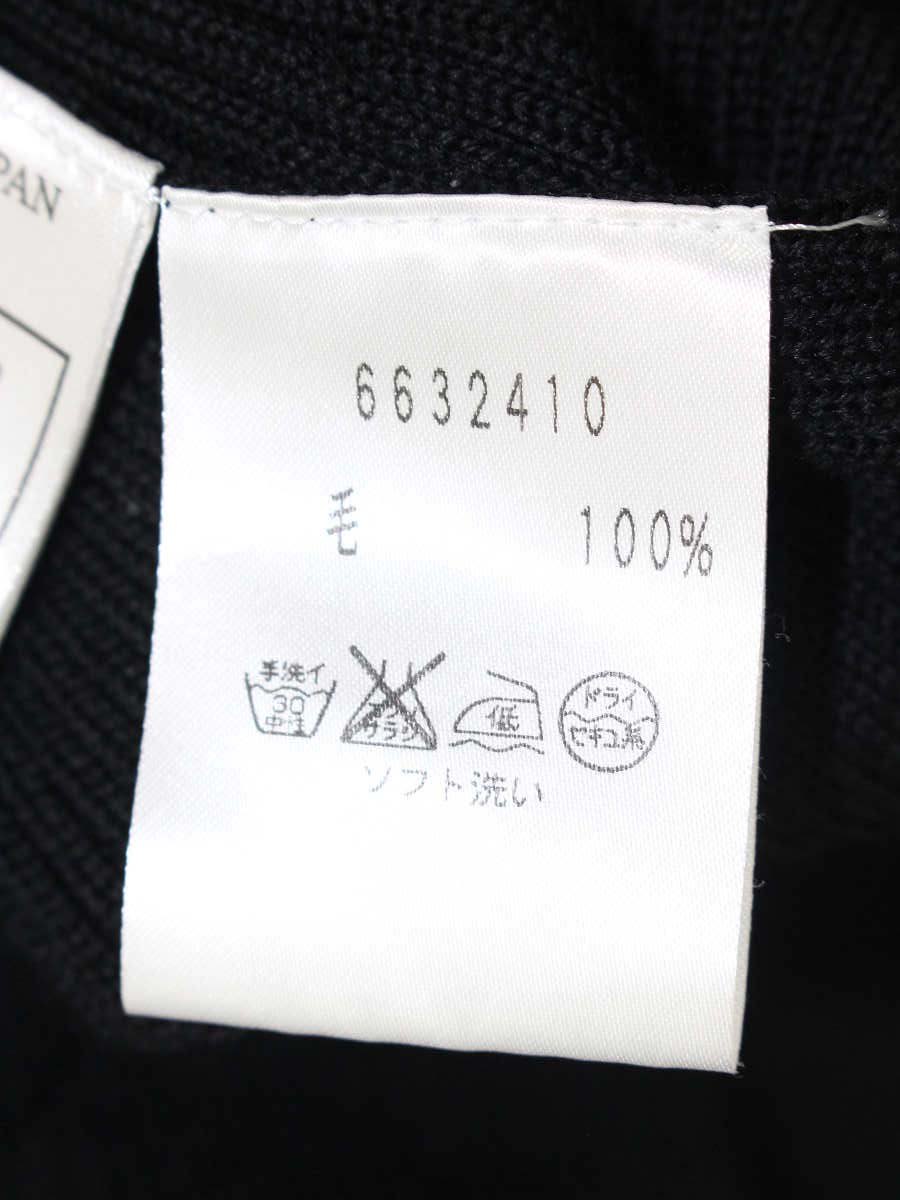 PAN
6632410
毛 100%
手洗イ
30
中性
サラシ
低
ドライ
セキユ系
ソフト洗い